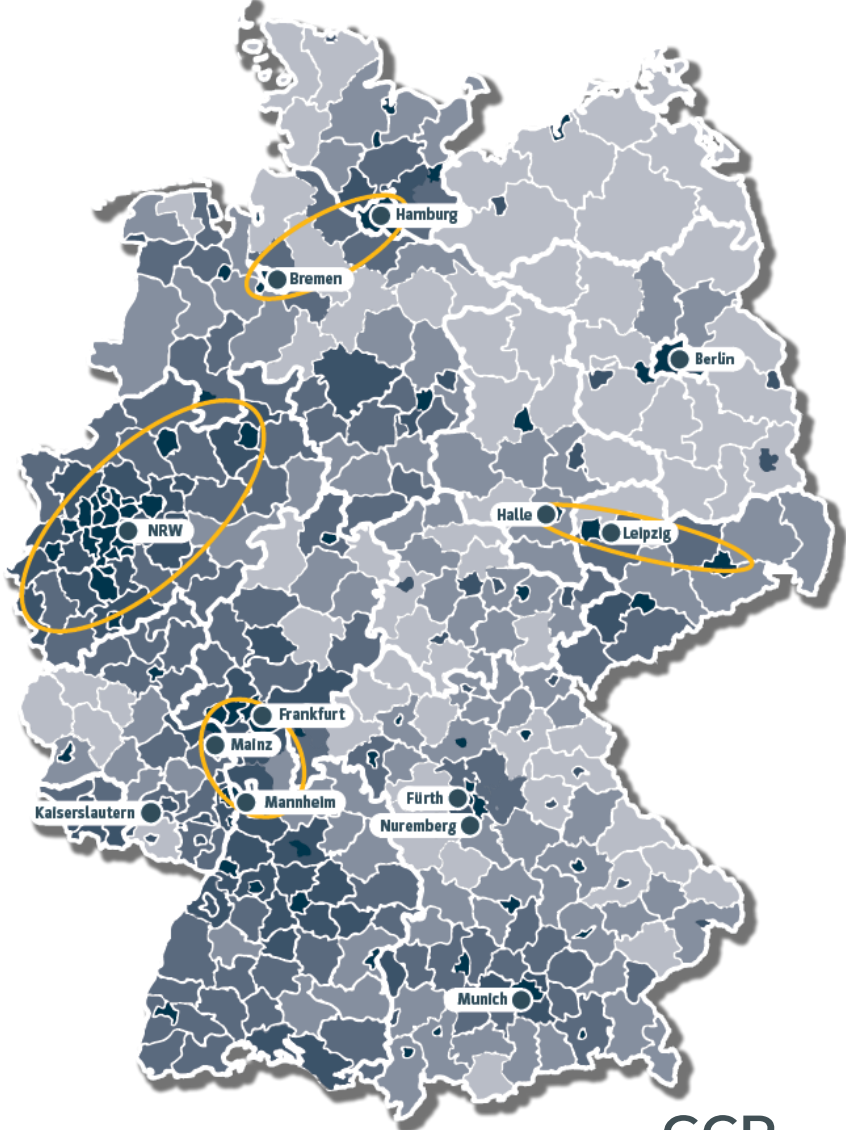 Hamburg
Bremen
Berlin
Halle
Leipzig
NRW
Frankfurt
Mainz
Kaiserslautern
Mannheim
Fürth
Nuremberg
Munich